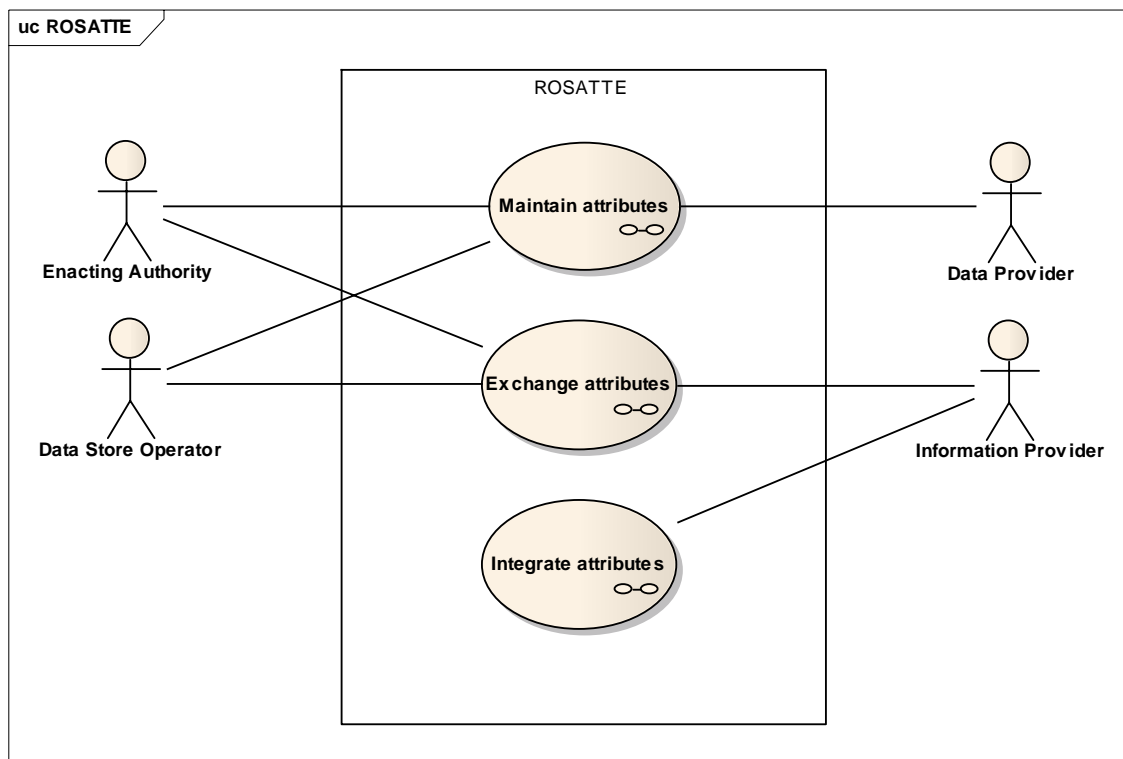 uc ROSATTE
ROSATTE
Maintain attributes
Enacting Authority
Data Provider
Exchange attributes
Data Store Operator
Information Provider
Integrate attributes